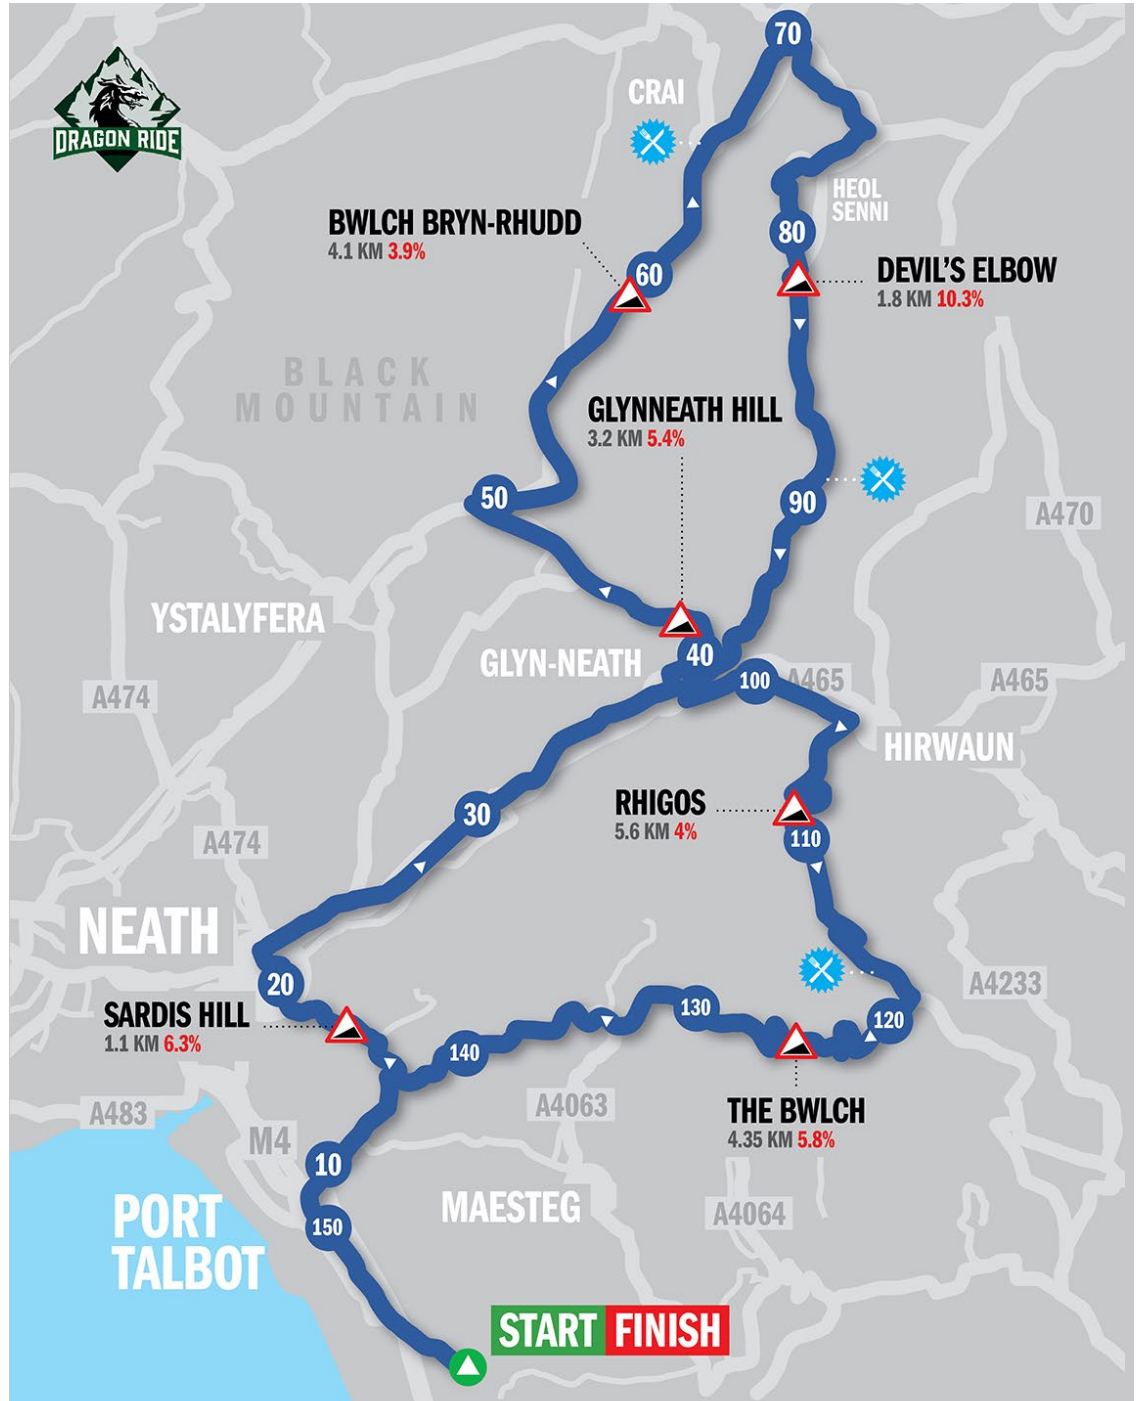 70
CRAI
DRAGON RIDE
HEOL
SENNI
BWLCH BRYN-RHUDD
4.1 KM 3.9%
80
60
DEVIL'S ELBOW
1.8 KM 10.3%
BLACK
MOUNTAIN
GLYNNEATH HILL
3.2 KM 5.4%
50
90
A470
YSTALYFERA
GLYN-NEATH
40
100
A465
A465
A474
HIRWAUN
RHIGOS
5.6 KM 4%
30
110
A474
NEATH
20
A4233
SARDIS HILL
1.1 KM 6.3%
130
120
140
A483
A4063
THE BWLCH
4.35 KM 5.8%
M4
10
MAESTEG
A4064
PORT
TALBOT
150
START FINISH